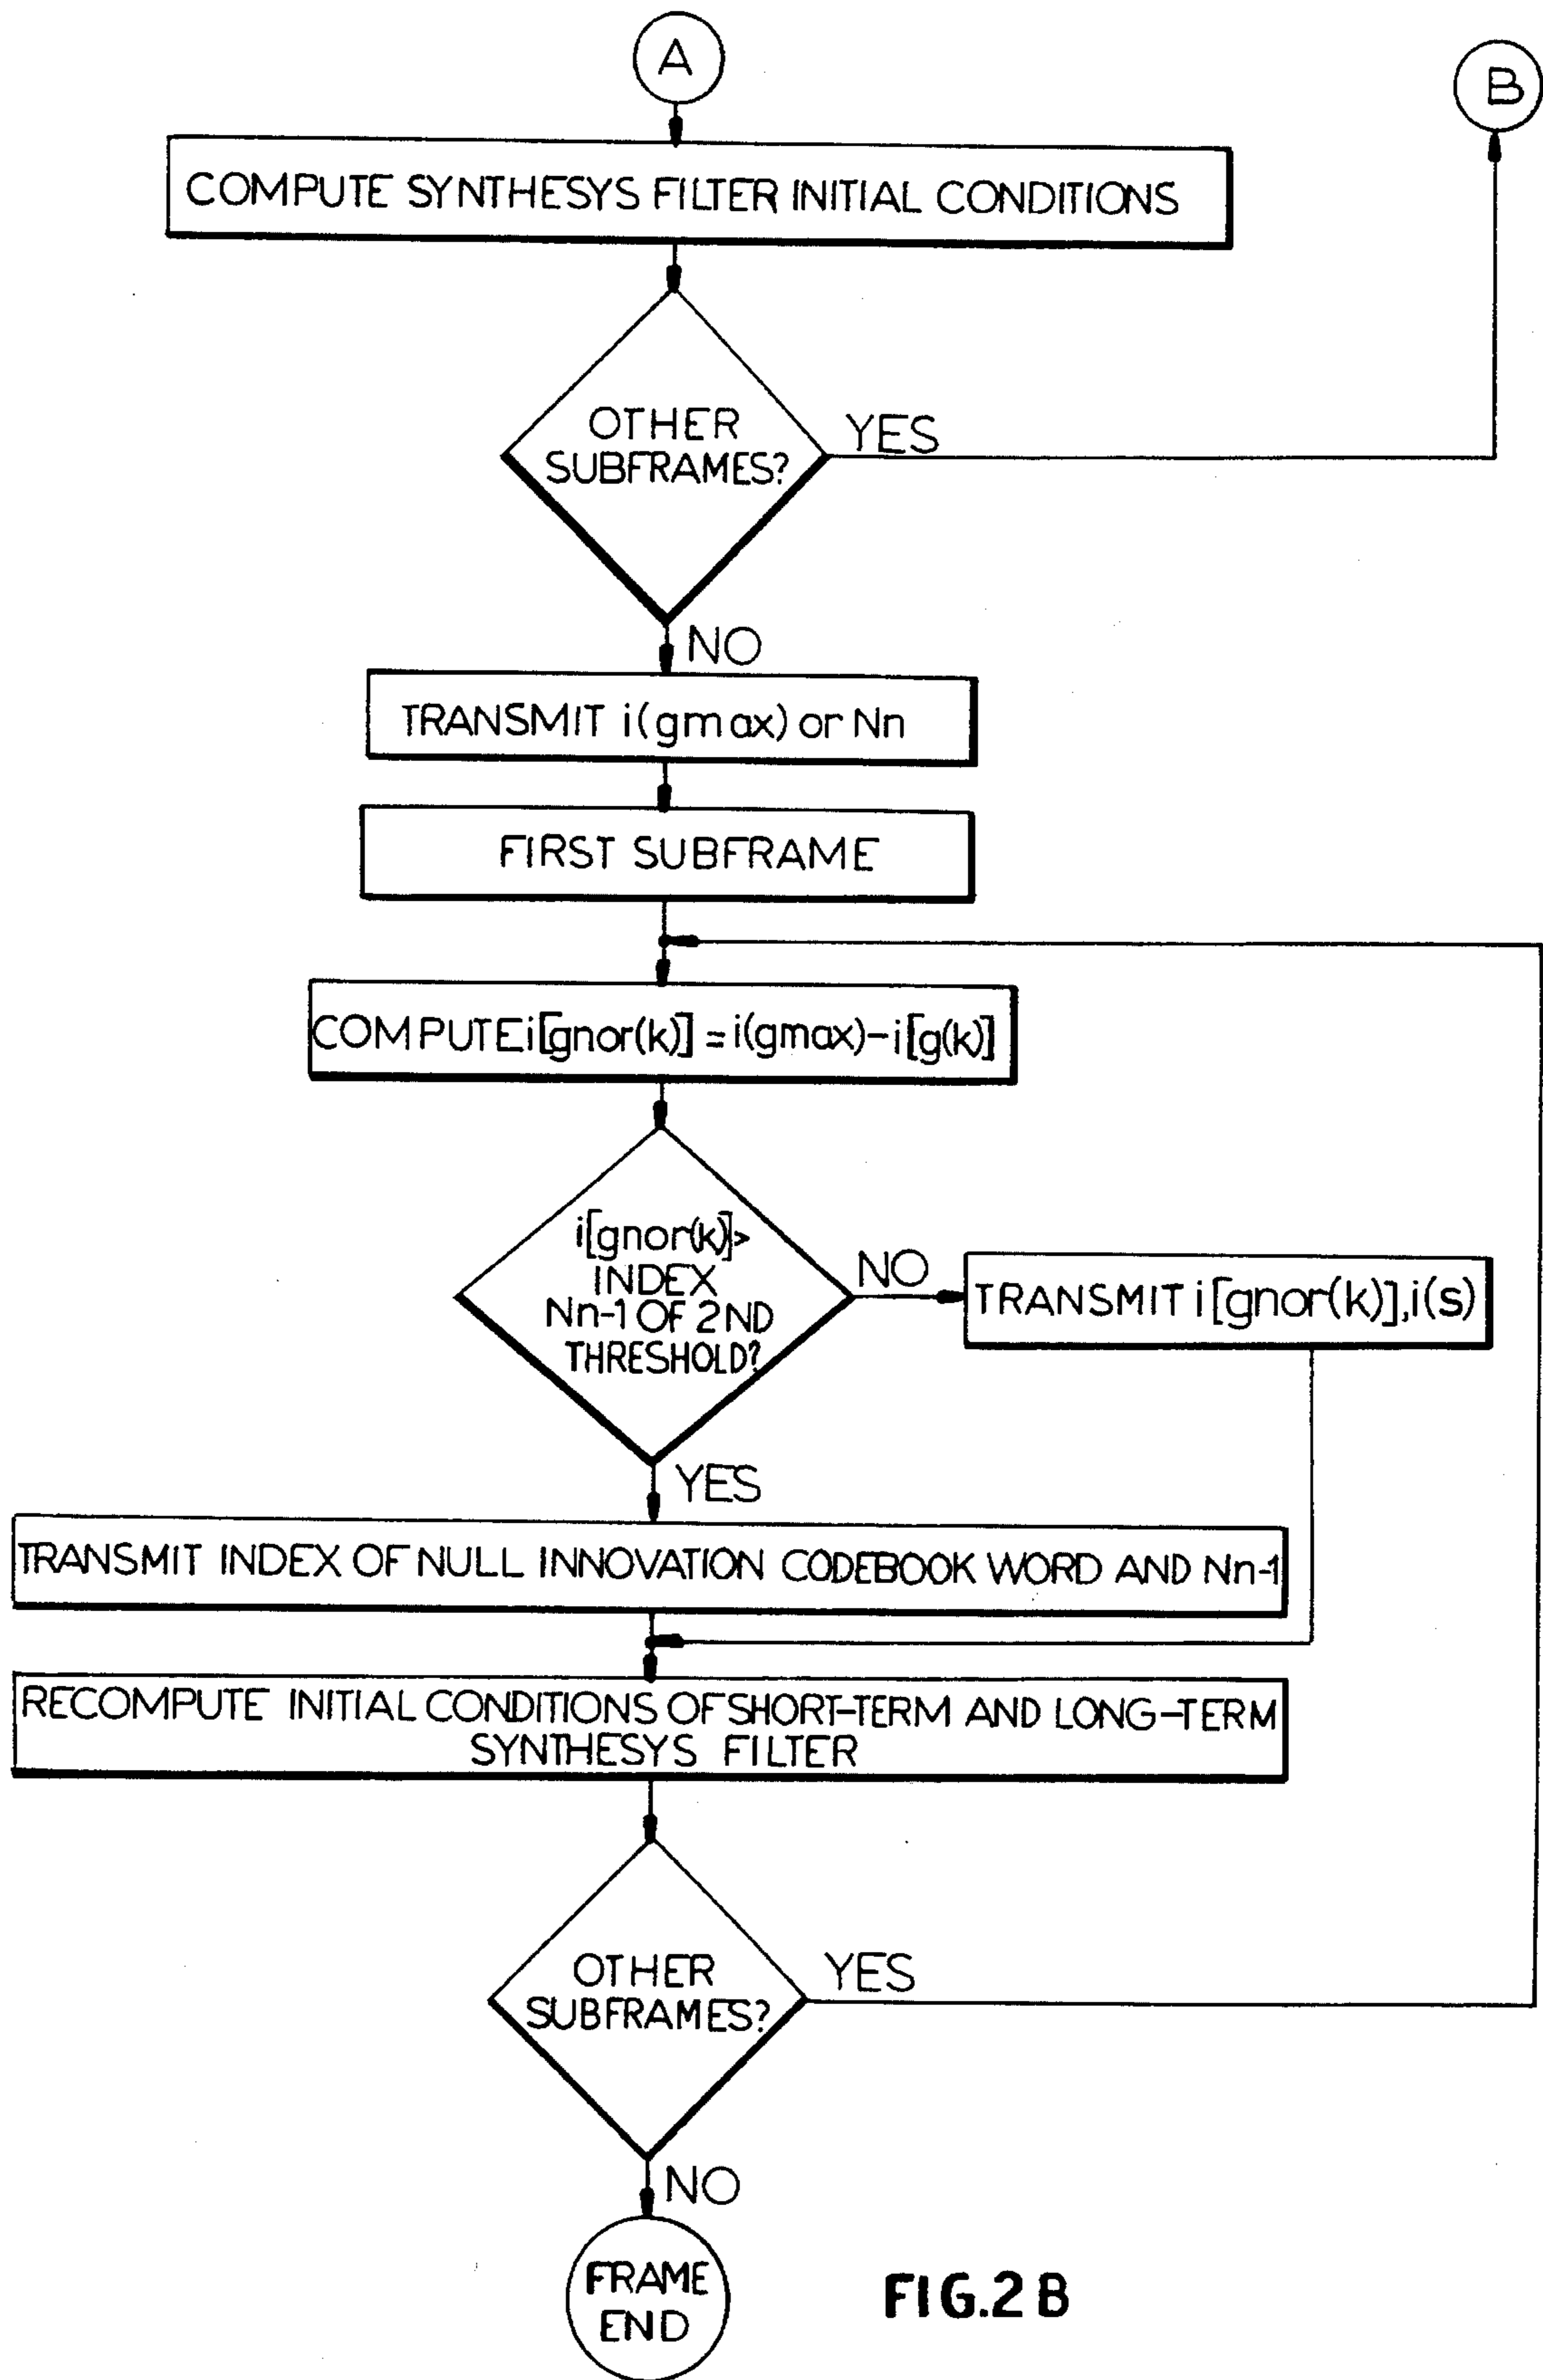 A
B
COMPUTE SYNTHESYS FILTER INITIAL CONDITIONS
OTHER
SUBFRAMES?
YES
NO
TRANSMIT i(gmax) or Nn
FIRST SUBFRAME
COMPUTE i[gnor(k)] = i(gmax)-i[g(k)]
i[gnor(k)]>
INDEX
Nn-1 OF 2ND
THRESHOLD?
NO
TRANSMIT i[gnor(k)],i(s)
YES
TRANSMIT INDEX OF NULL INNOVATION CODEBOOK WORD AND Nn-1
RECOMPUTE INITIAL CONDITIONS OF SHORT-TERM AND LONG-TERM
SYNTHESYS FILTER
OTHER
SUBFRAMES?
YES
NO
FRAME
END
FIG.2B